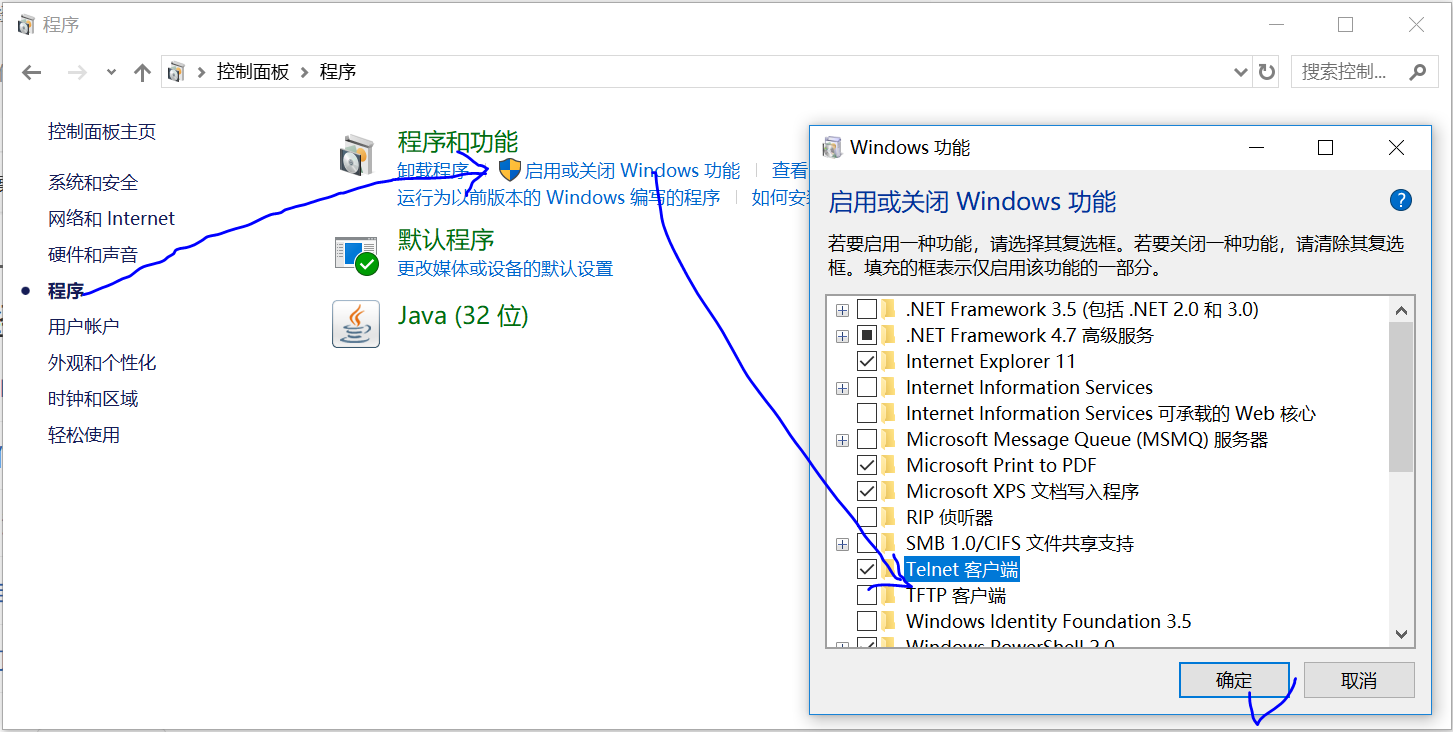 程序
控制面板 程序
搜索控制...
控制面板主页
系统和安全
网络和 Internet
硬件和声音
程序
用户帐户
外观和个性化
时钟和区域
轻松使用
程序和功能
卸载程序 启用或关闭 Windows 功能 查看
运行为以前版本的 Windows 编写的程序 如何安
默认程序
更改媒体或设备的默认设置
Java (32 位)
Windows 功能
启用或关闭 Windows 功能
若要启用一种功能，请选择其复选框。若要关闭一种功能，请清除其复选
框。填充的框表示仅启用该功能的一部分。
.NET Framework 3.5 (包括 .NET 2.0 和 3.0)
.NET Framework 4.7 高级服务
Internet Explorer 11
Internet Information Services
Internet Information Services 可承载的 Web 核心
Microsoft Message Queue (MSMQ) 服务器
Microsoft Print to PDF
Microsoft XPS 文档写入程序
RIP 侦听器
SMB 1.0/CIFS 文件共享支持
Telnet 客户端
TFTP 客户端
Windows Identity Foundation 3.5
Windows PowerShell 2.0
确定 取消